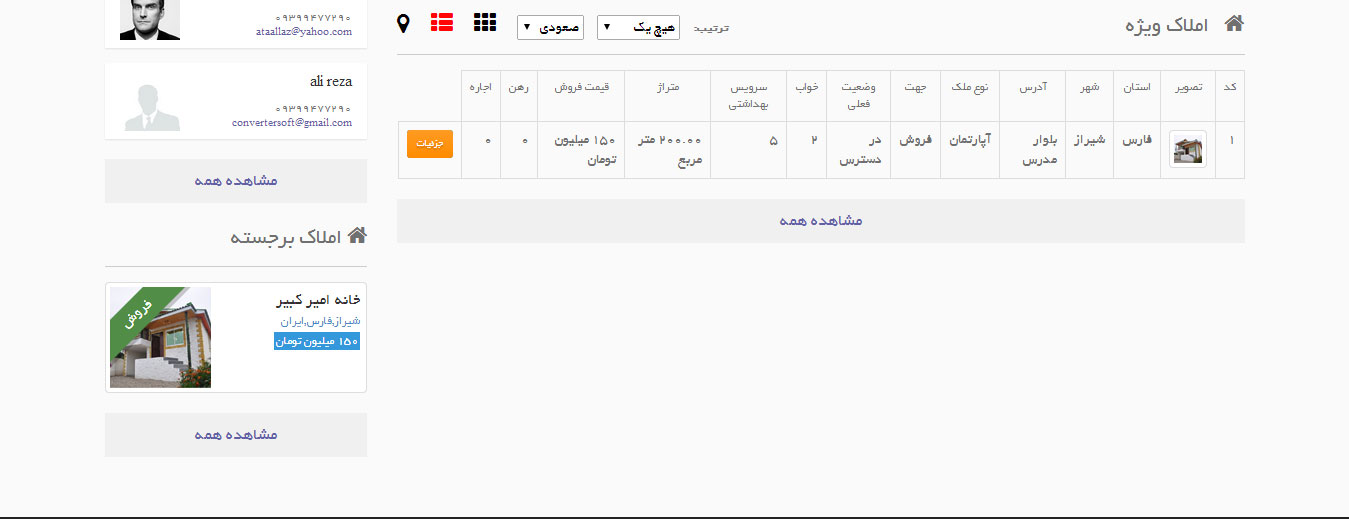 املاک ویژه
ترتیب:
هیچ یک
صعودی
کد تصویر استان شهر آدرس نوع ملک جهت وضعیت فعلی خواب سرویس بهداشتی متراژ قیمت فروش رهن اجاره
۱ فارس شیراز بلوار مدرس آپارتمان فروش در دسترس ۲ ۵ ۲۰۰.۰۰ متر مربع ۱۵۰ میلیون تومان ۰ ۰ جزئیات
مشاهده همه
۰۹۳۹۹۴۷۷۲۹۰
ataallaz@yahoo.com
ali reza
۰۹۳۹۹۴۷۷۲۹۰
convertersoft@gmail.com
مشاهده همه
املاک برجسته
خانه امیر کبیر
شیراز,فارس,ایران
۱۵۰ میلیون تومان
فروش
مشاهده همه